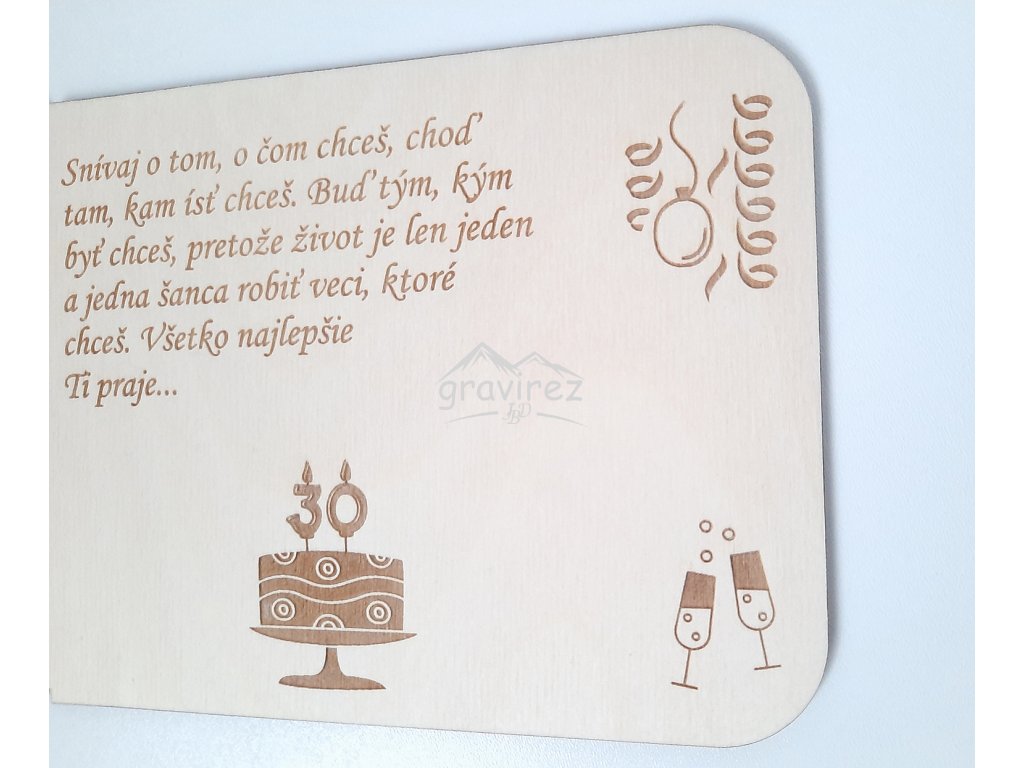 Snívaj o tom, o čom chceš, choď
tam, kam ísť chceš. Buď tým, kým
byť chceš, pretože život je len jeden
a jedna šanca robiť veci, ktoré
chceš. Všetko najlepšie
Ti praje...
gravirez
JBD
30